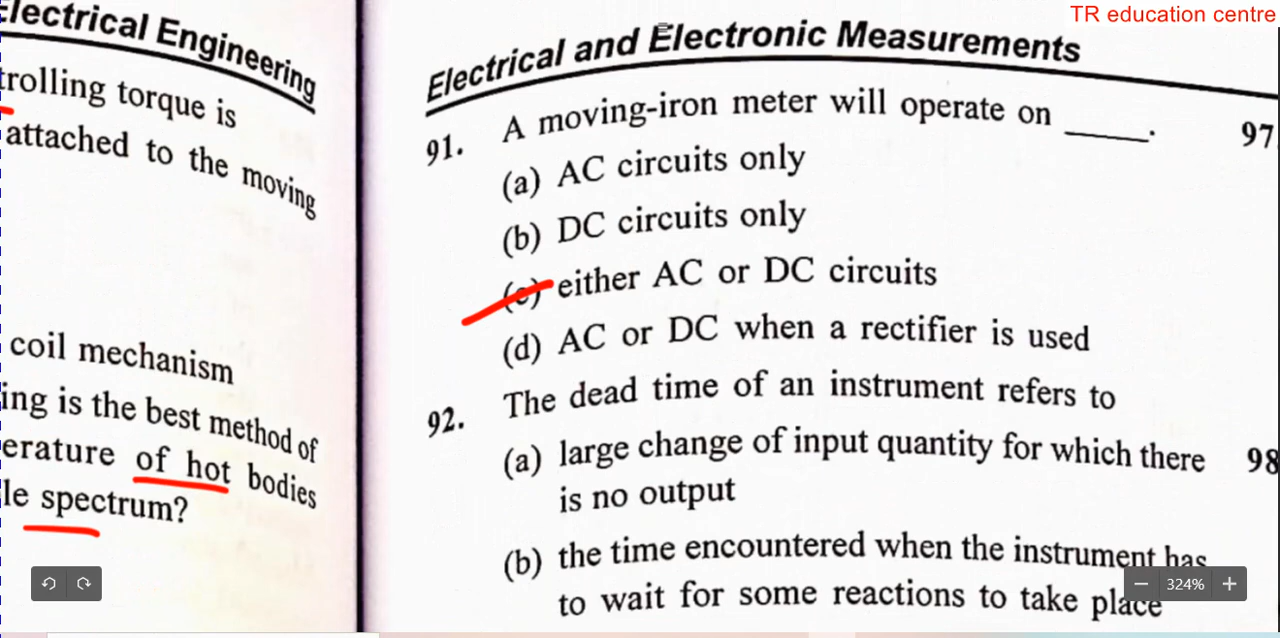 TR education centre
Electrical Engineering
trolling torque is
attached to the moving
coil mechanism
ing is the best method of
erature of hot bodies
le spectrum?
Electrical and Electronic Measurements
91. A moving-iron meter will operate on _____.
(a) AC circuits only
(b) DC circuits only
(c) either AC or DC circuits
(d) AC or DC when a rectifier is used
92. The dead time of an instrument refers to
(a) large change of input quantity for which there
is no output
(b) the time encountered when the instrument has
to wait for some reactions to take place
97
98
324%